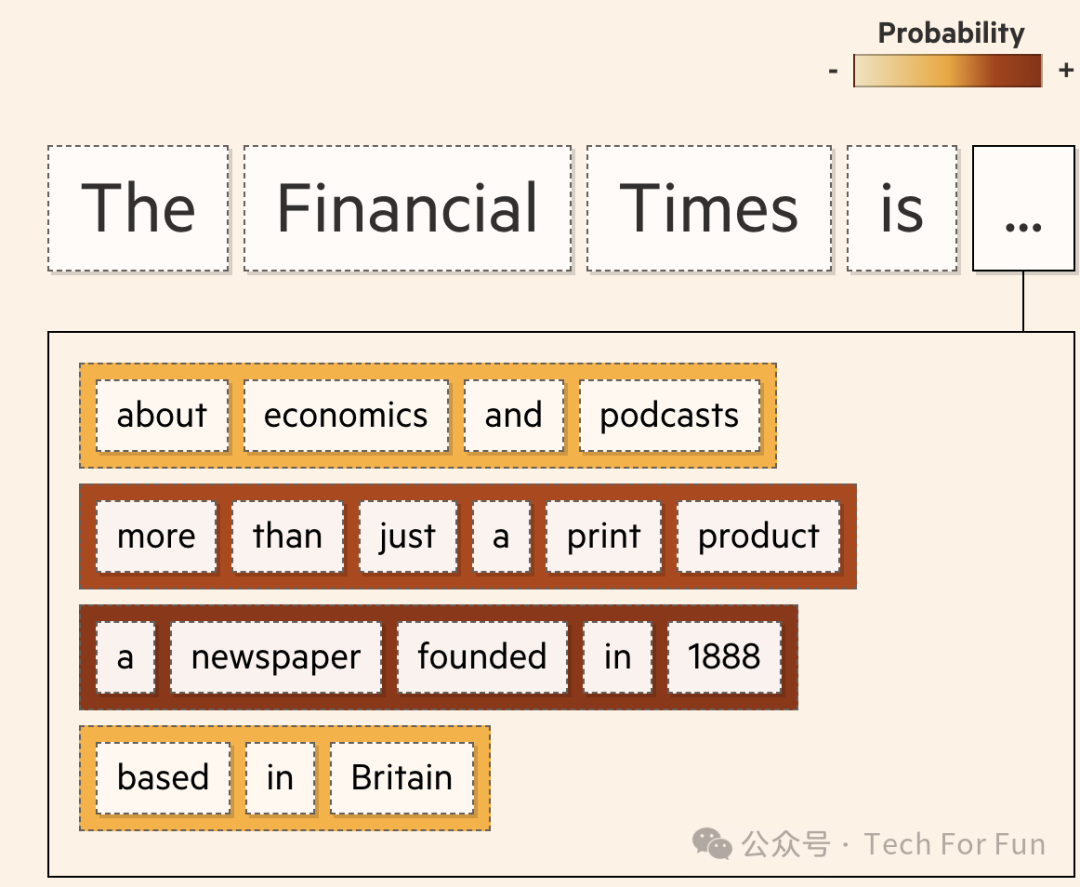 Probability
- +
The Financial Times is ...
about economics and podcasts
more than just a print product
a newspaper founded in 1888
based in Britain
公众号 · Tech For Fun